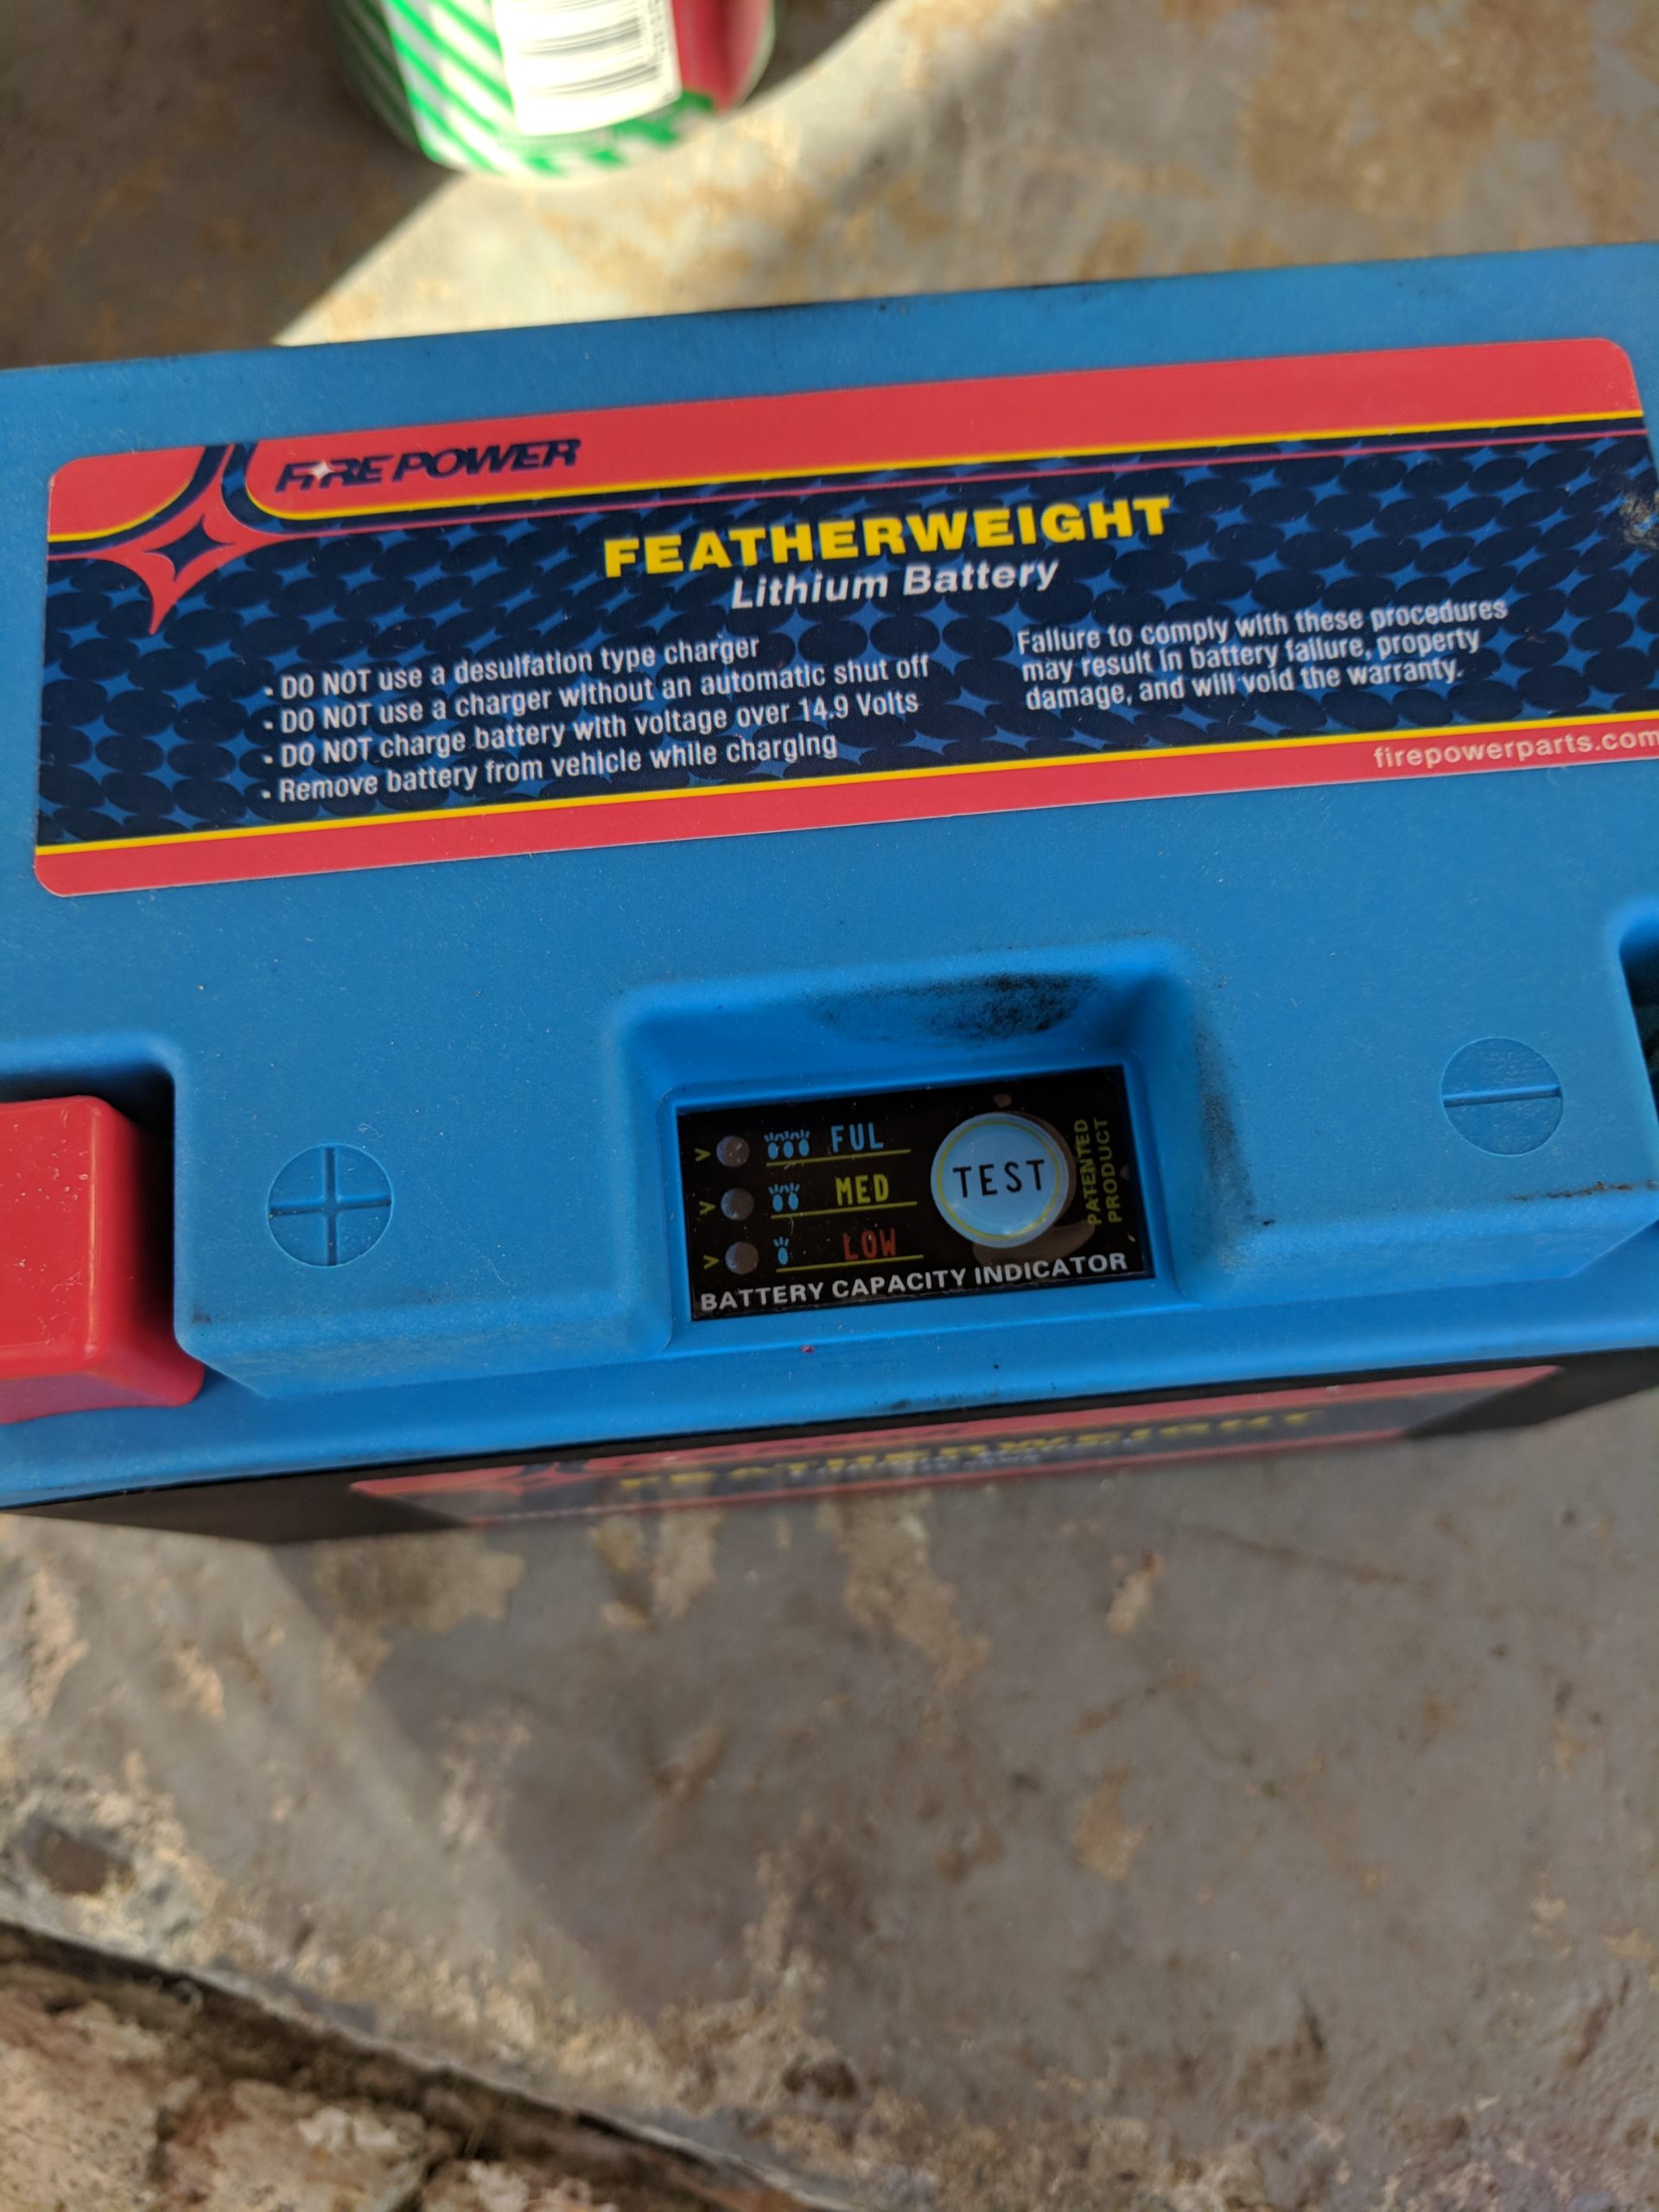 FIRE POWER
FEATHERWEIGHT
Lithium Battery
- DO NOT use a desulfation type charger
- DO NOT use a charger without an automatic shut off
- DO NOT charge battery with voltage over 14.9 Volts
- Remove battery from vehicle while charging
Failure to comply with these procedures
may result in battery failure, property
damage, and will void the warranty.
firepowerparts.com
FUL
MED
LOW
TEST
PATENTED
PRODUCT
BATTERY CAPACITY INDICATOR
FEATHERWEIGHT